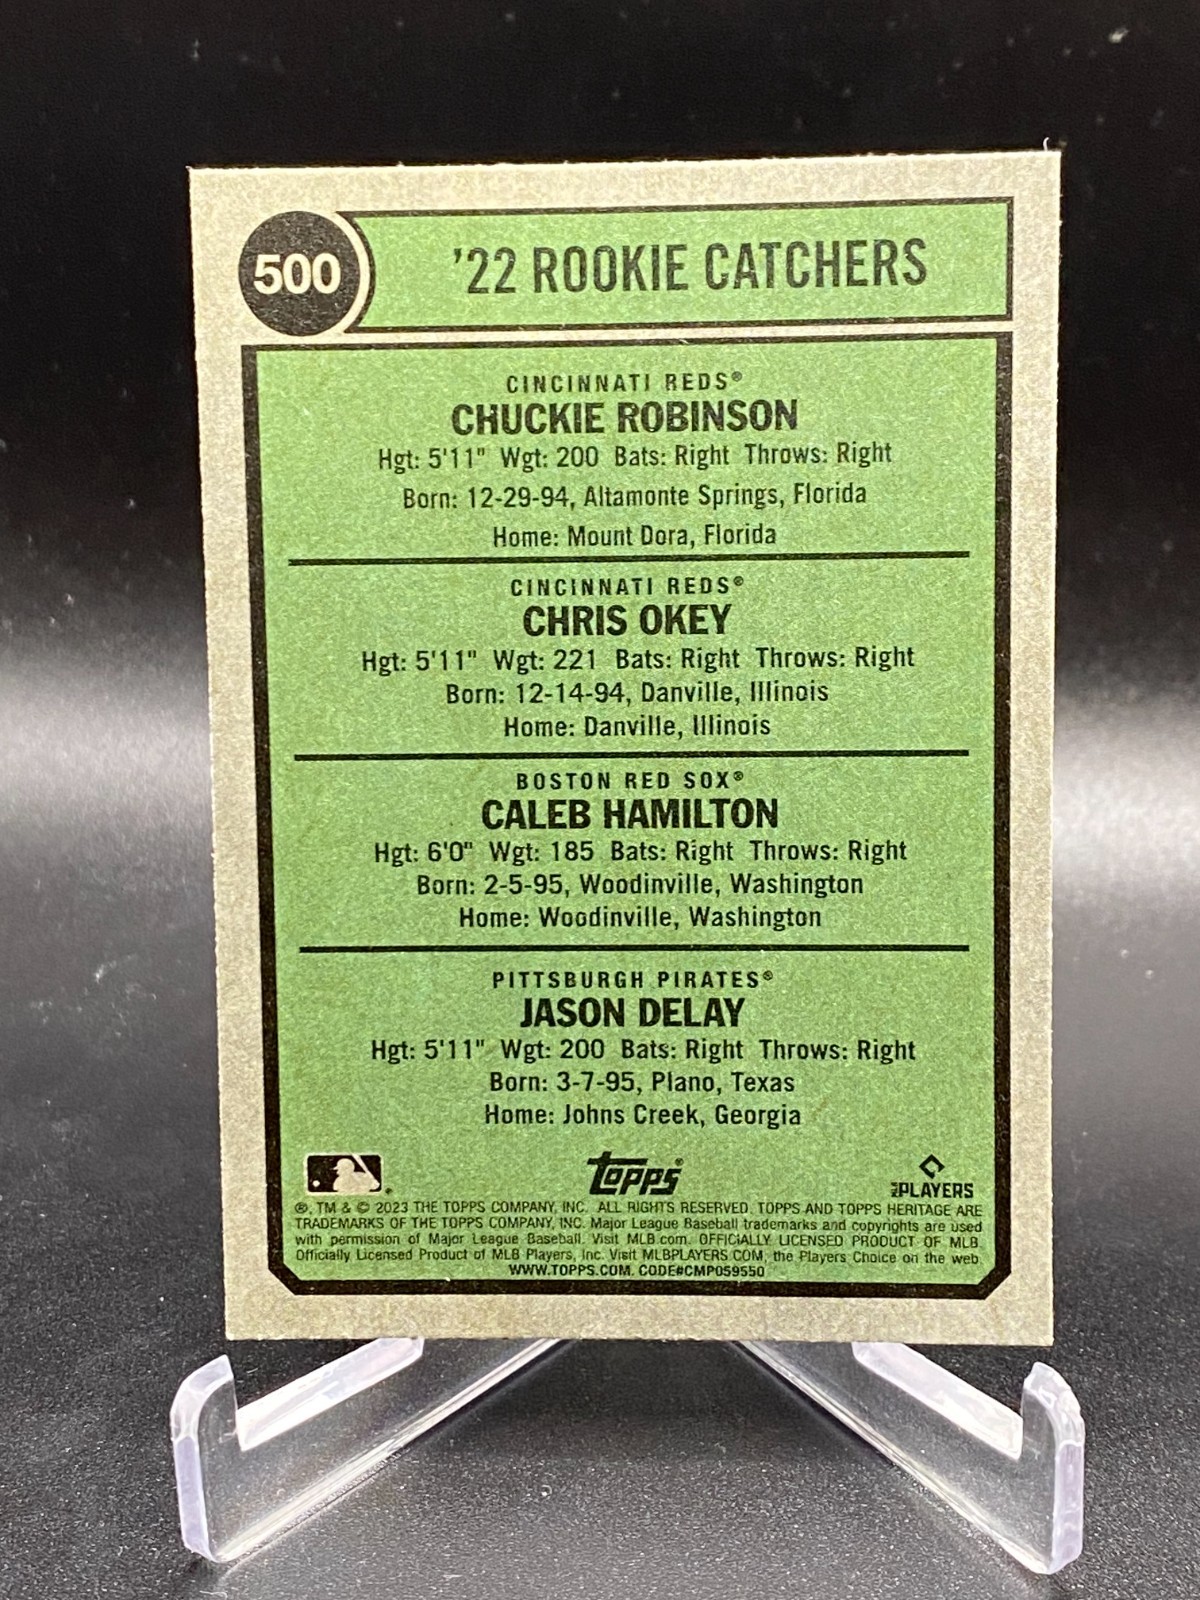 500
'22 ROOKIE CATCHERS
CINCINNATI REDS®
CHUCKIE ROBINSON
Hgt: 5'11" Wgt: 200 Bats: Right Throws: Right
Born: 12-29-94, Altamonte Springs, Florida
Home: Mount Dora, Florida
CINCINNATI REDS®
CHRIS OKEY
Hgt: 5'11" Wgt: 221 Bats: Right Throws: Right
Born: 12-14-94, Danville, Illinois
Home: Danville, Illinois
BOSTON RED SOX®
CALEB HAMILTON
Hgt: 6'0" Wgt: 185 Bats: Right Throws: Right
Born: 2-5-95, Woodinville, Washington
Home: Woodinville, Washington
PITTSBURGH PIRATES®
JASON DELAY
Hgt: 5'11" Wgt: 200 Bats: Right Throws: Right
Born: 3-7-95, Plano, Texas
Home: Johns Creek, Georgia
Topps®
PLAYERS
®, TM & © 2023 THE TOPPS COMPANY, INC. ALL RIGHTS RESERVED. TOPPS AND TOPPS HERITAGE ARE
TRADEMARKS OF THE TOPPS COMPANY, INC. Major League Baseball trademarks and copyrights are used
with permission of Major League Baseball. Visit MLB.com. OFFICIALLY LICENSED PRODUCT OF MLB
Officially Licensed Product of MLB Players, Inc. Visit MLBPLAYERS.COM, the Players Choice on the web.
WWW.TOPPS.COM. CODE#CMP059550